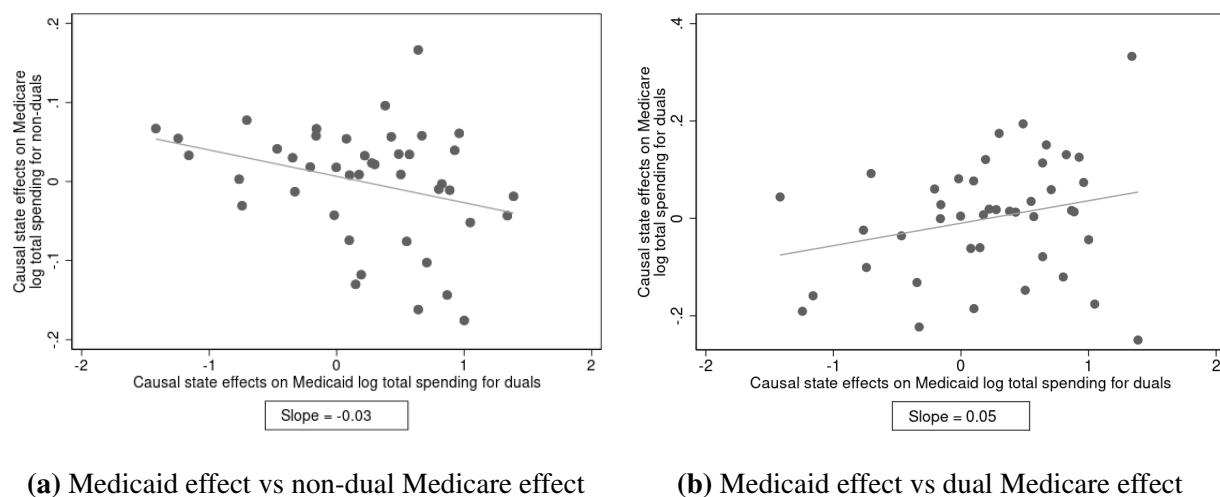 Causal state effects on Medicare
log total spending for non-duals
.2
.1
0
-.1
-.2
-2
-1
0
1
2
Causal state effects on Medicaid log total spending for duals
Slope = -0.03
(a) Medicaid effect vs non-dual Medicare effect
Causal state effects on Medicare
log total spending for duals
.4
.2
0
-.2
-2
-1
0
1
2
Causal state effects on Medicaid log total spending for duals
Slope = 0.05
(b) Medicaid effect vs dual Medicare effect